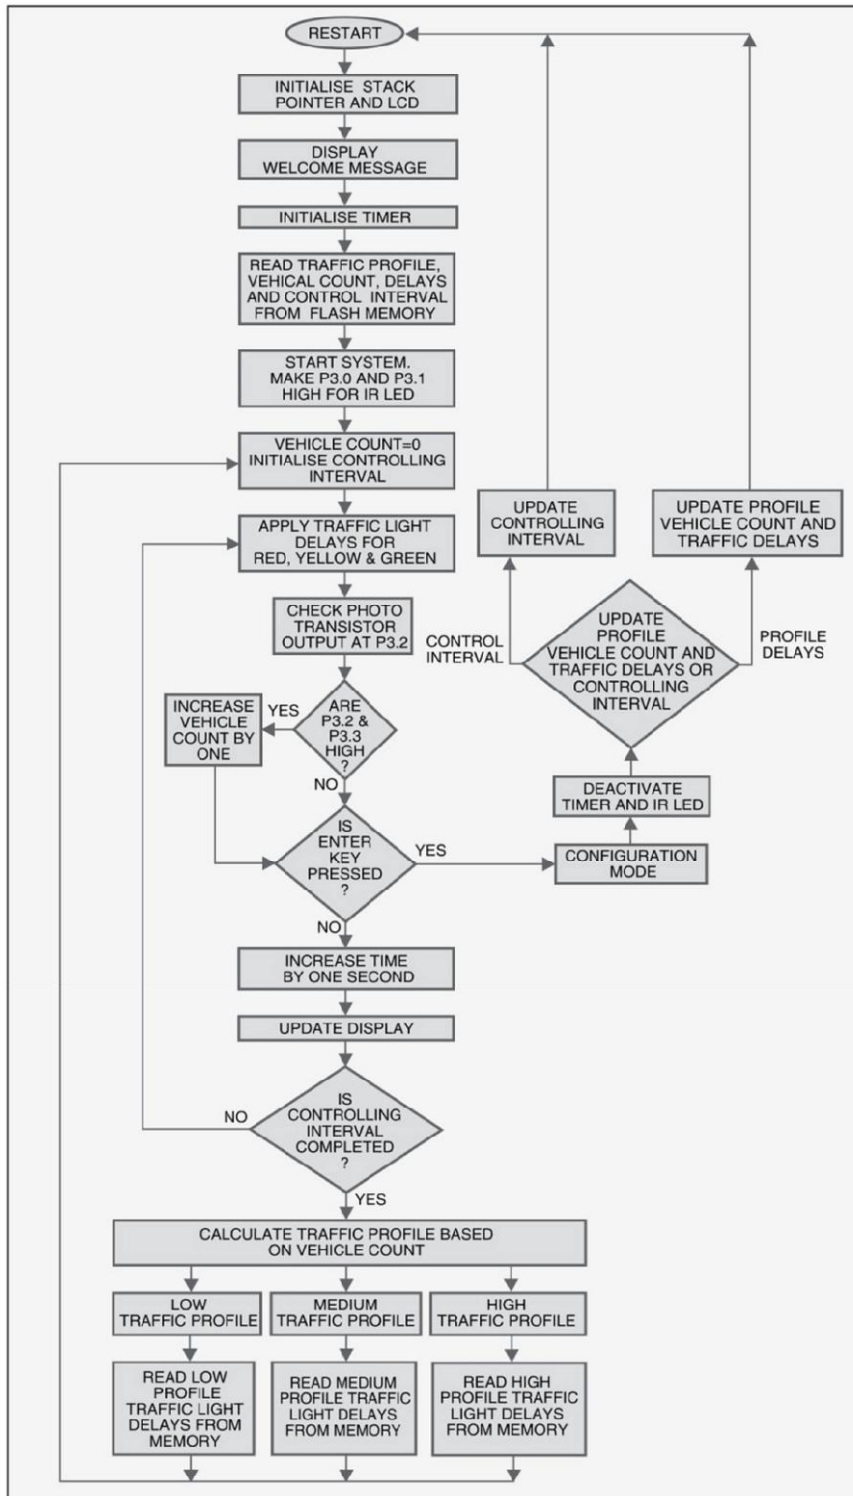 RESTART
INITIALISE STACK
POINTER AND LCD
DISPLAY
WELCOME MESSAGE
INITIALISE TIMER
READ TRAFFIC PROFILE,
VEHICAL COUNT, DELAYS
AND CONTROL INTERVAL
FROM FLASH MEMORY
START SYSTEM.
MAKE P3.0 AND P3.1
HIGH FOR IR LED
VEHICLE COUNT=0
INITIALISE CONTROLLING
INTERVAL
APPLY TRAFFIC LIGHT
DELAYS FOR
RED, YELLOW & GREEN
CHECK PHOTO
TRANSISTOR
OUTPUT AT P3.2
ARE
P3.2 &
P3.3
HIGH
?
YES
INCREASE
VEHICLE
COUNT BY
ONE
NO
IS
ENTER
KEY
PRESSED
?
YES
CONFIGURATION
MODE
DEACTIVATE
TIMER AND IR LED
UPDATE
PROFILE
VEHICLE COUNT AND
TRAFFIC DELAYS OR
CONTROLLING
INTERVAL
CONTROL
INTERVAL
UPDATE
CONTROLLING
INTERVAL
PROFILE
DELAYS
UPDATE PROFILE
VEHICLE COUNT AND
TRAFFIC DELAYS
NO
INCREASE TIME
BY ONE SECOND
UPDATE DISPLAY
IS
CONTROLLING
INTERVAL
COMPLETED
?
NO
YES
CALCULATE TRAFFIC PROFILE BASED
ON VEHICLE COUNT
LOW
TRAFFIC PROFILE
MEDIUM
TRAFFIC PROFILE
HIGH
TRAFFIC PROFILE
READ LOW
PROFILE
TRAFFIC LIGHT
DELAYS FROM
MEMORY
READ MEDIUM
PROFILE TRAFFIC
LIGHT DELAYS
FROM MEMORY
READ HIGH
PROFILE TRAFFIC
LIGHT DELAYS
FROM MEMORY